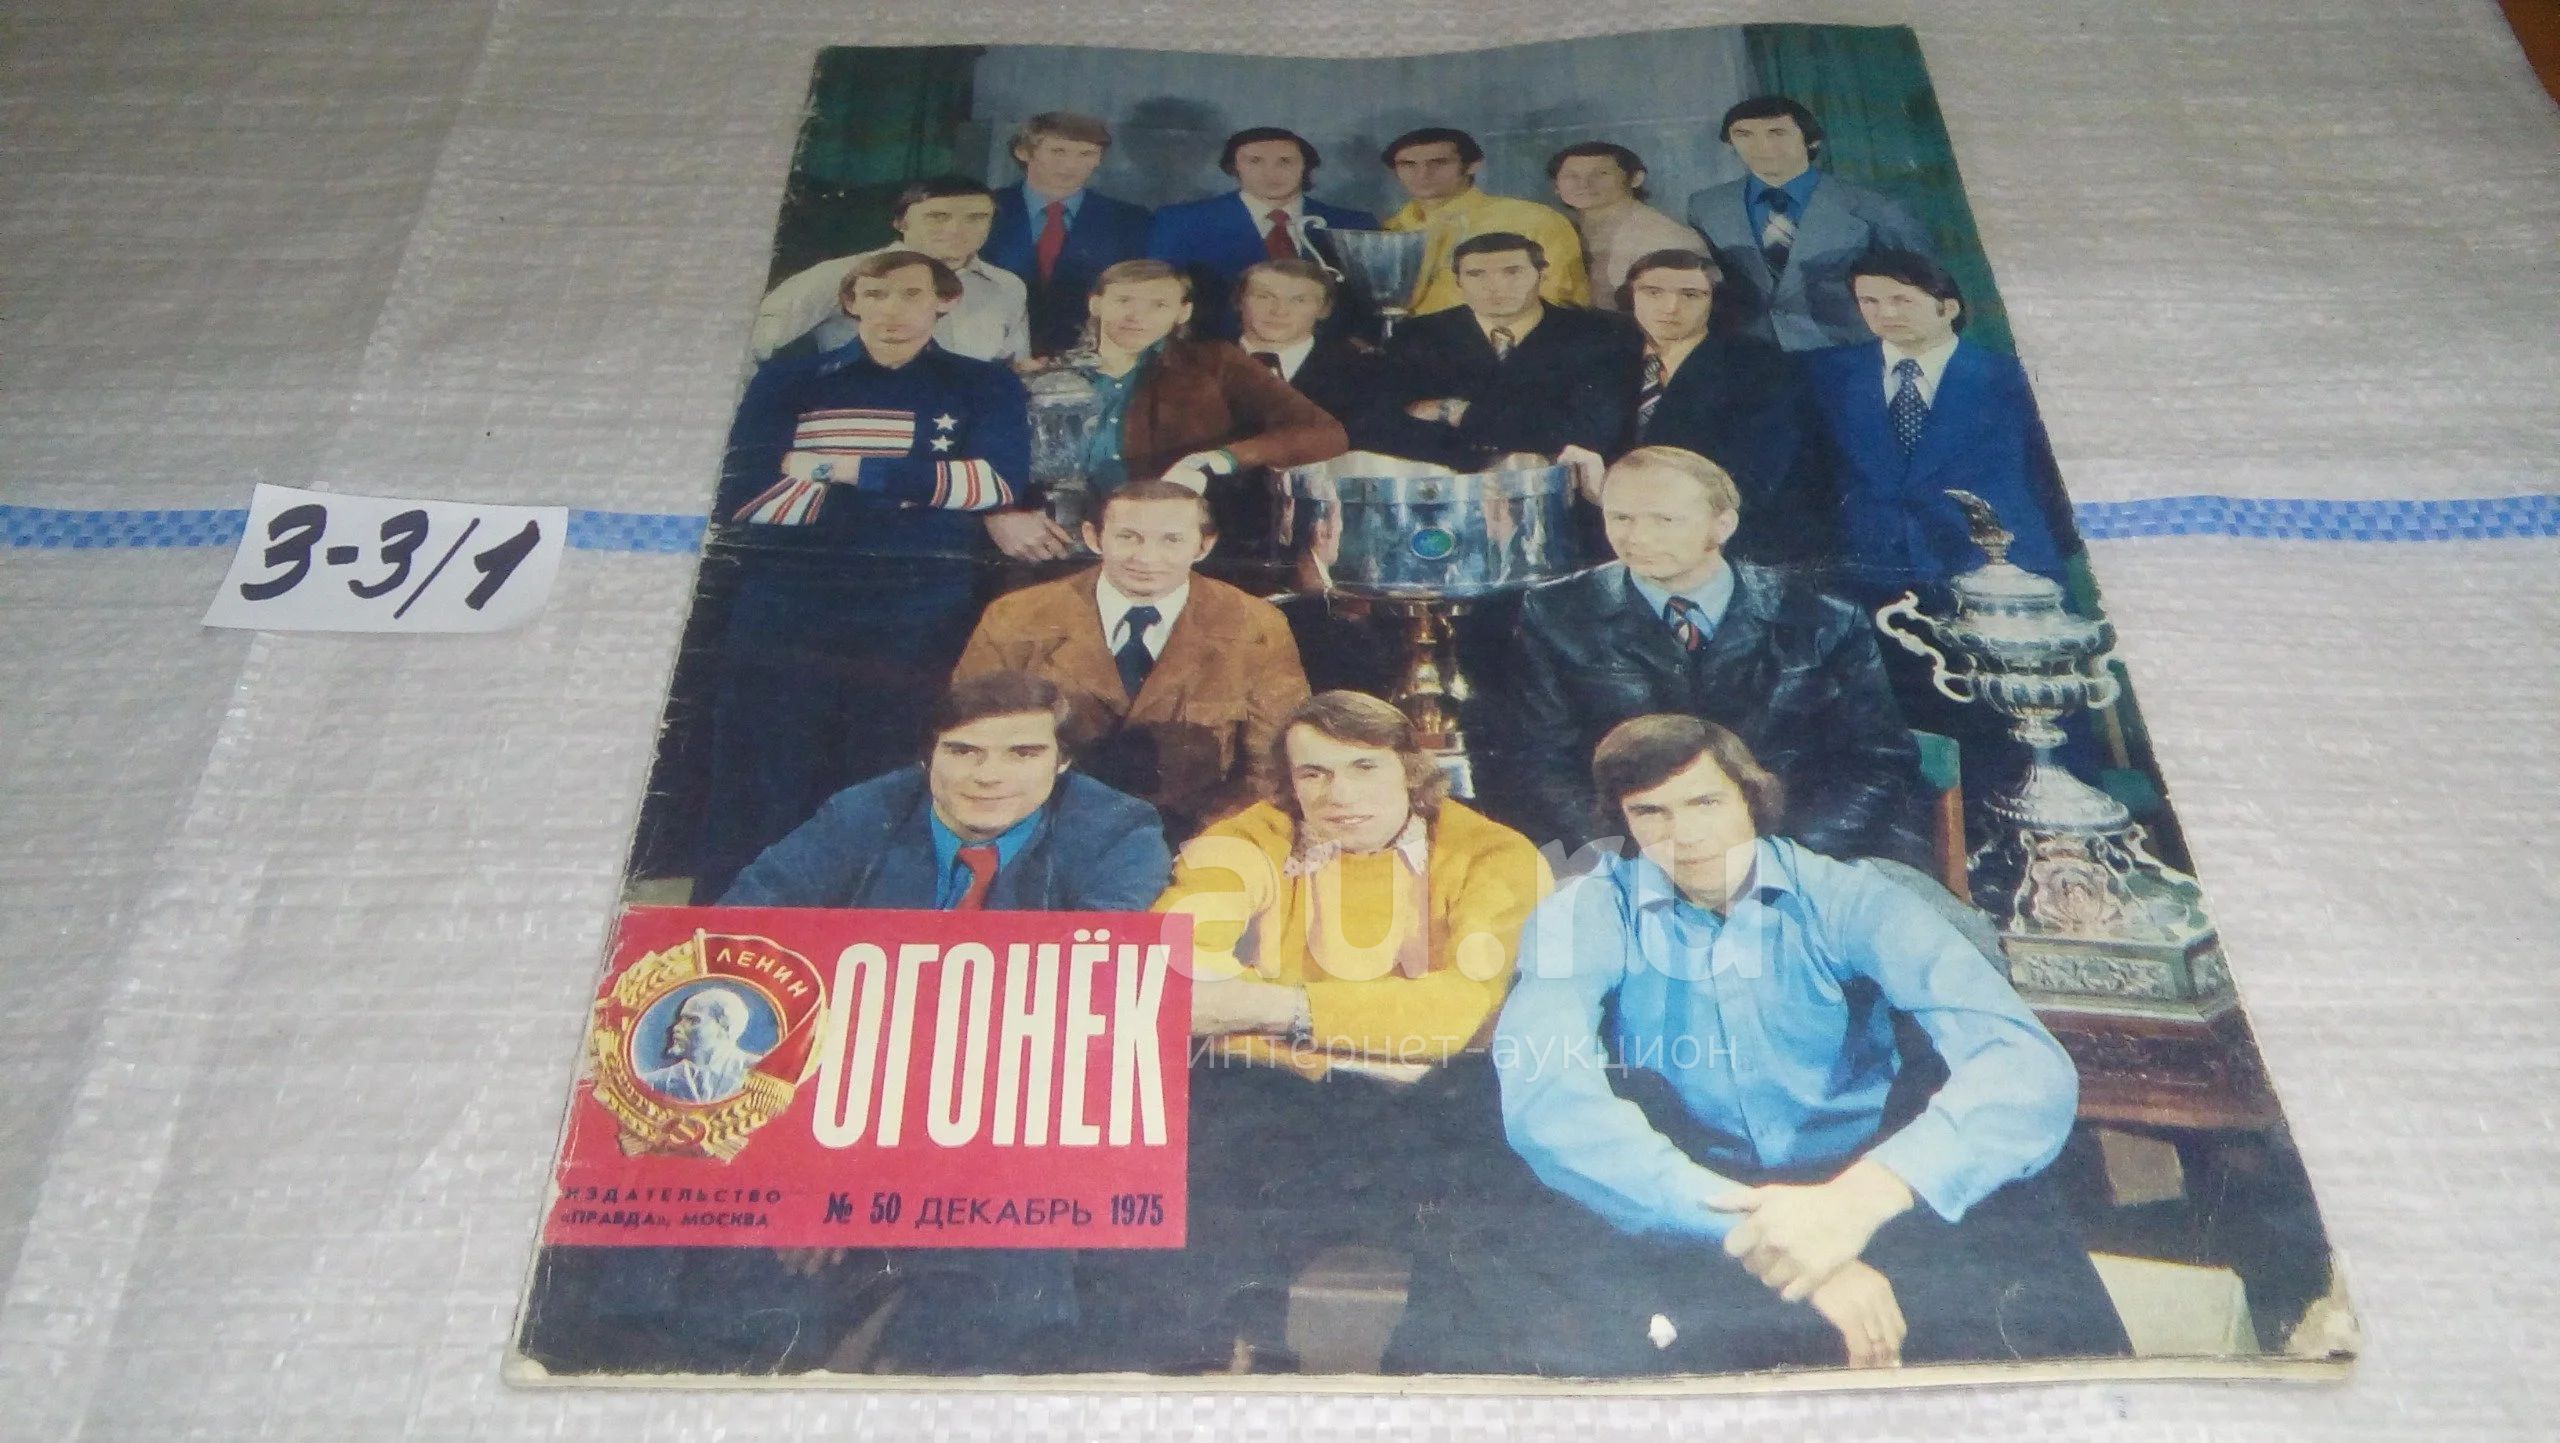 3-3/1
ЛЕНИН
ОГОНЁК
ИЗДАТЕЛЬСТВО
«ПРАВДА», МОСКВА
№ 50 ДЕКАБРЬ 1975
au.ru
интернет-аукцион